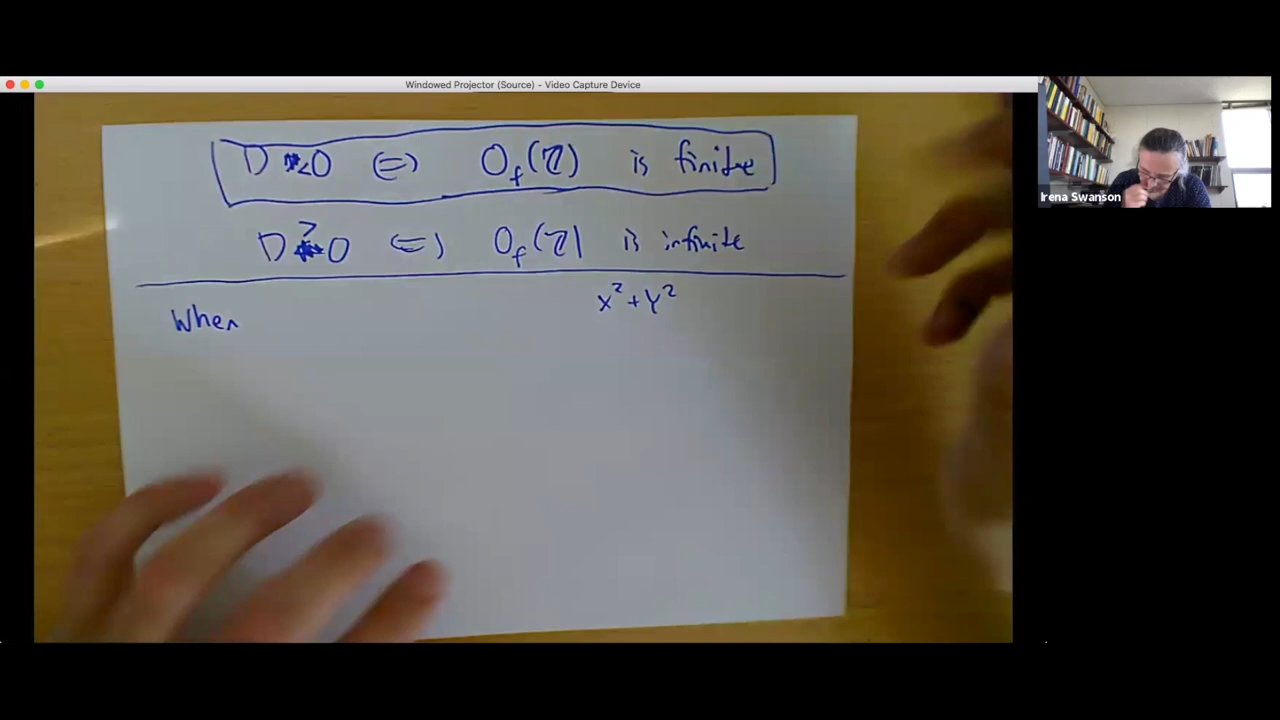 Windowed Projector (Source) - Video Capture Device
D < 0 ⇔ O_f(ℤ) is finite
Irena Swanson
D > 0 ⇔ O_f(ℤ) is infinite
x² + y²
When